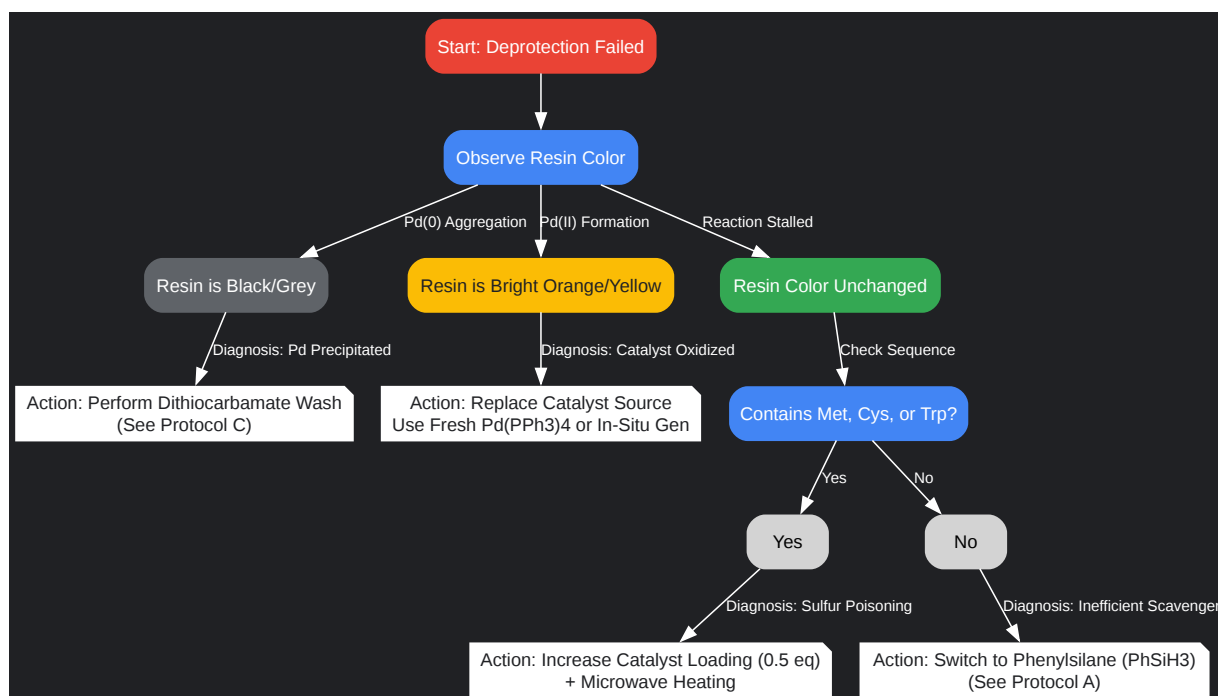 Start: Deprotection Failed
Observe Resin Color
Pd(0) Aggregation
Pd(II) Formation
Reaction Stalled
Resin is Black/Grey
Resin is Bright Orange/Yellow
Resin Color Unchanged
Diagnosis: Pd Precipitated
Diagnosis: Catalyst Oxidized
Check Sequence
Action: Perform Dithiocarbamate Wash
(See Protocol C)
Action: Replace Catalyst Source
Use Fresh Pd(PPh3)4 or In-Situ Gen
Contains Met, Cys, or Trp?
Yes
No
Yes
No
Diagnosis: Sulfur Poisoning
Diagnosis: Inefficient Scavenger
Action: Increase Catalyst Loading (0.5 eq)
+ Microwave Heating
Action: Switch to Phenylsilane (PhSiH3)
(See Protocol A)